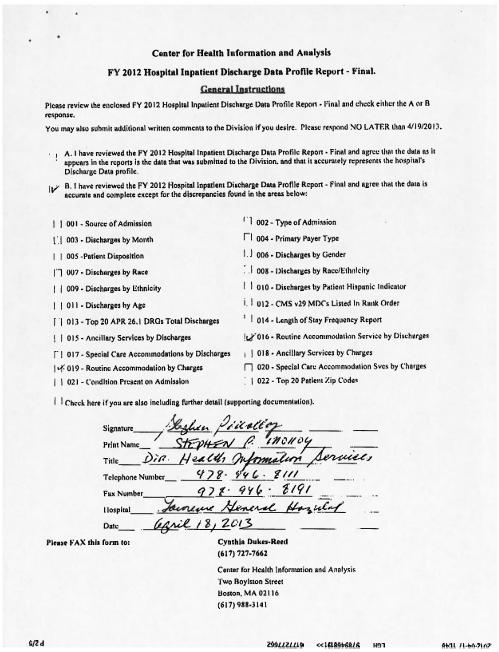 Center for Health Information and Analysis
FY 2012 Hospital Inpatient Discharge Data Profile Report - Final.
General Instructions
Please review the enclosed FY 2012 Hospital Inpatient Discharge Data Profile Report - Final and check either the A or B
response.
You may also submit additional written comments to the Division if you desire. Please respond NO LATER than 4/19/2013.
A. I have reviewed the FY 2012 Hospital Inpatient Discharge Data Profile Report - Final and agree that the data as it
appears in the reports is the data that was submitted to the Division, and that it accurately represents the hospital's
Discharge Data profile.
B. I have reviewed the FY 2012 Hospital Inpatient Discharge Data Profile Report - Final and agree that the data is
accurate and complete except for the discrepancies found in the areas below:
001 - Source of Admission
002 - Type of Admission
003 - Discharges by Month
004 - Primary Payer Type
005 -Patient Disposition
006 - Discharges by Gender
007 - Discharges by Race
008 - Discharges by Race/Ethnicity
009 - Discharges by Ethnicity
010 - Discharges by Patient Hispanic Indicator
011 - Discharges by Age
012 - CMS v29 MDCs Listed In Rank Order
013 - Top 20 APR 26.1 DRGs Total Discharges
014 - Length of Stay Frequency Report
015 - Ancillary Services by Discharges
016 - Routine Accommodation Service by Discharges
017 - Special Care Accommodations by Discharges
018 - Ancillary Services by Charges
019 - Routine Accommodation by Charges
020 - Special Care Accommodation Svcs by Charges
021 - Condition Present on Admission
022 - Top 20 Patient Zip Codes
Check here if you are also including further detail (supporting documentation).
Signature
Print Name STEPHEN P.
Title Dir. Health Information Services
Telephone Number 978. 946. 8111
Fax Number 978. 946. 8191
Hospital General Hospital
Date April 18, 2013
Please FAX this form to:
Cynthia Dukes-Reed
(617) 727-7662
Center for Health Information and Analysis
Two Boylston Street
Boston, MA 02116
(617) 988-3141
P 2/9
6177277662
LGH